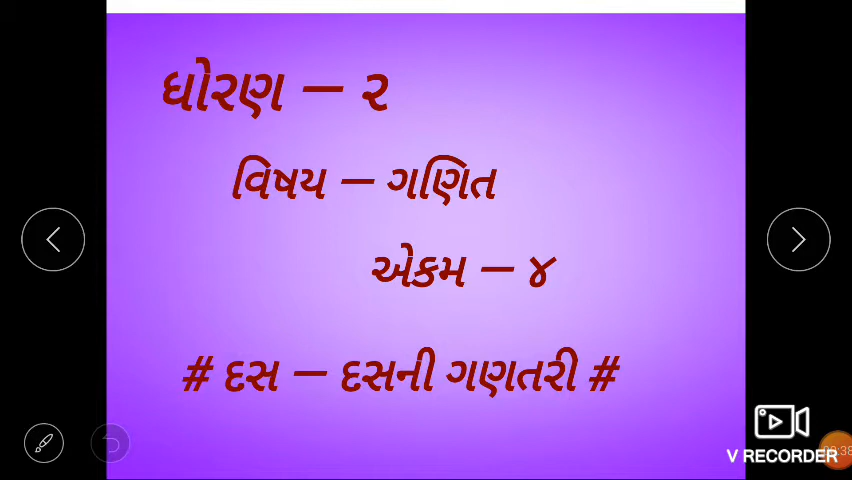 ધોરણ – ૨
વિષય – ગણિત
એકમ – ૪
# દસ – દસની ગણતરી #
V RECORDER